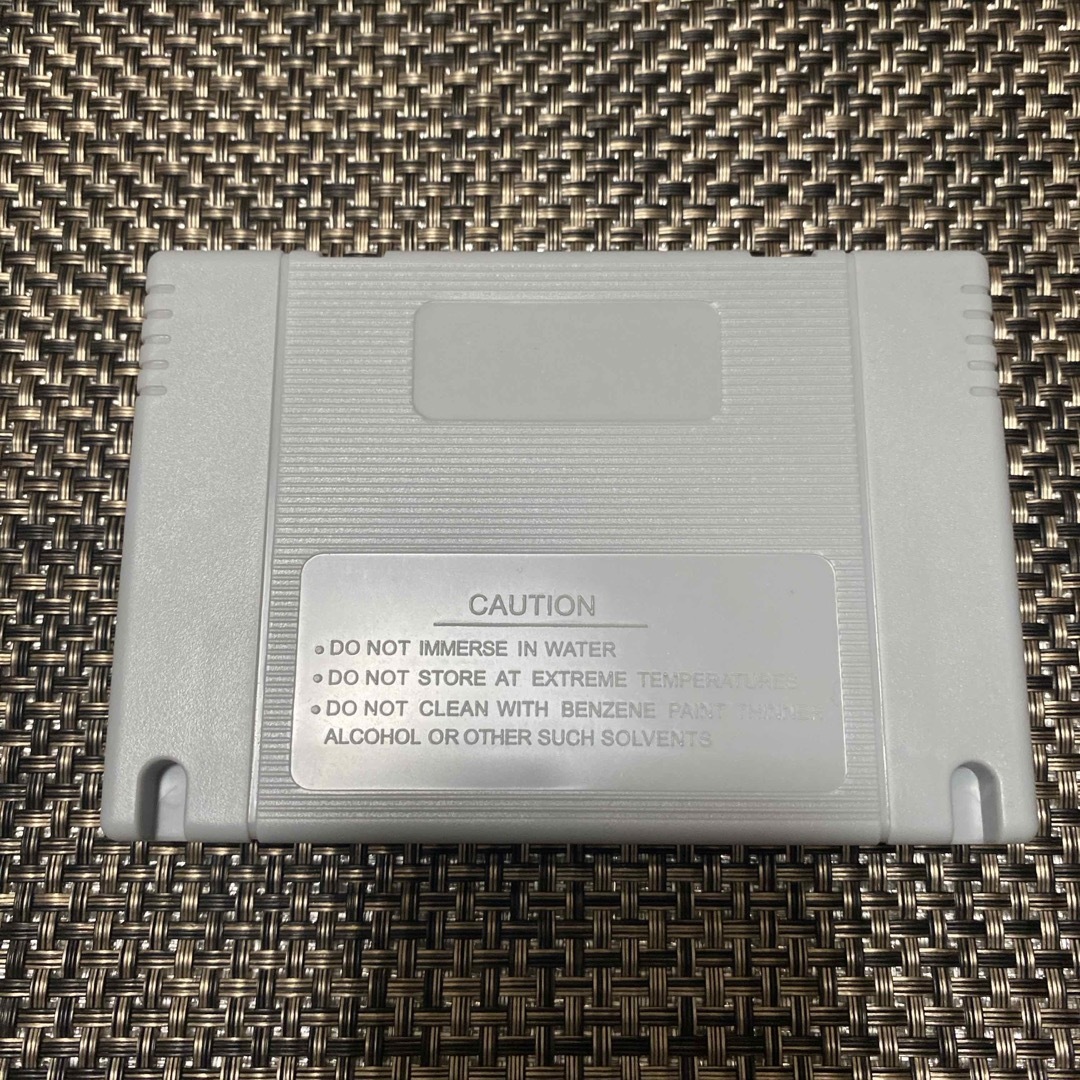 CAUTION
• DO NOT IMMERSE IN WATER
• DO NOT STORE AT EXTREME TEMPERATURES
• DO NOT CLEAN WITH BENZENE PAINT THINNER
ALCOHOL OR OTHER SUCH SOLVENTS